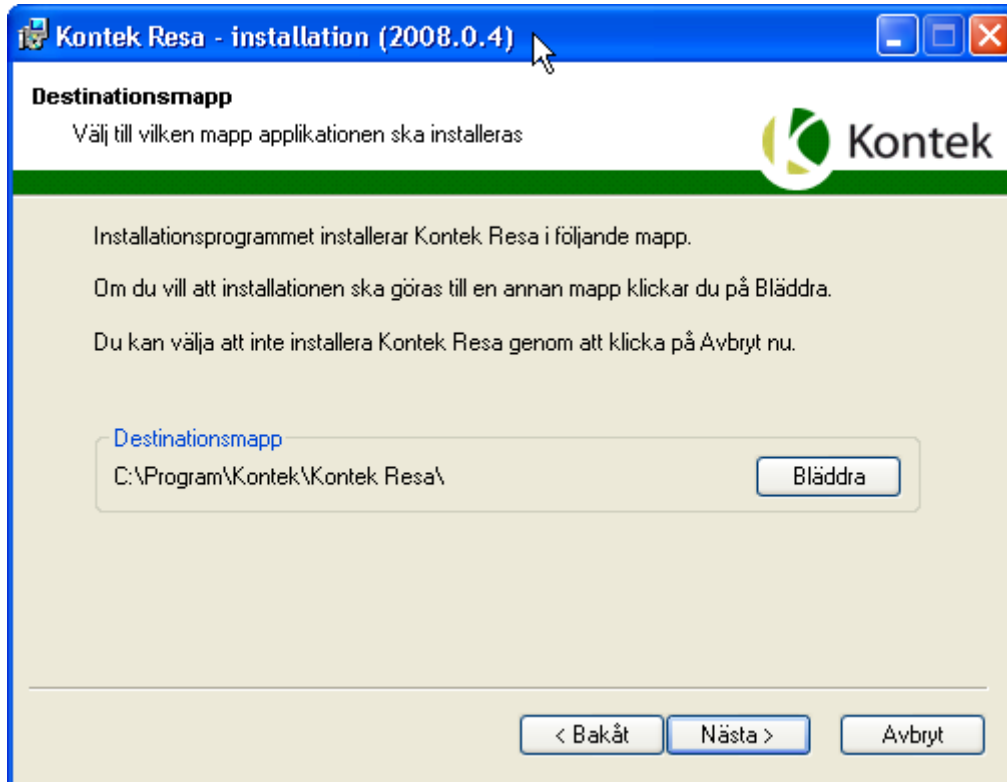 Kontek Resa - installation (2008.0.4)
Destinationsmapp
Välj till vilken mapp applikationen ska installeras
Kontek
Installationsprogrammet installerar Kontek Resa i följande mapp.
Om du vill att installationen ska göras till en annan mapp klickar du på Bläddra.
Du kan välja att inte installera Kontek Resa genom att klicka på Avbryt nu.
Destinationsmapp
C:\Program\Kontek\Kontek Resa\
Bläddra
< Bakåt
Nästa >
Avbryt